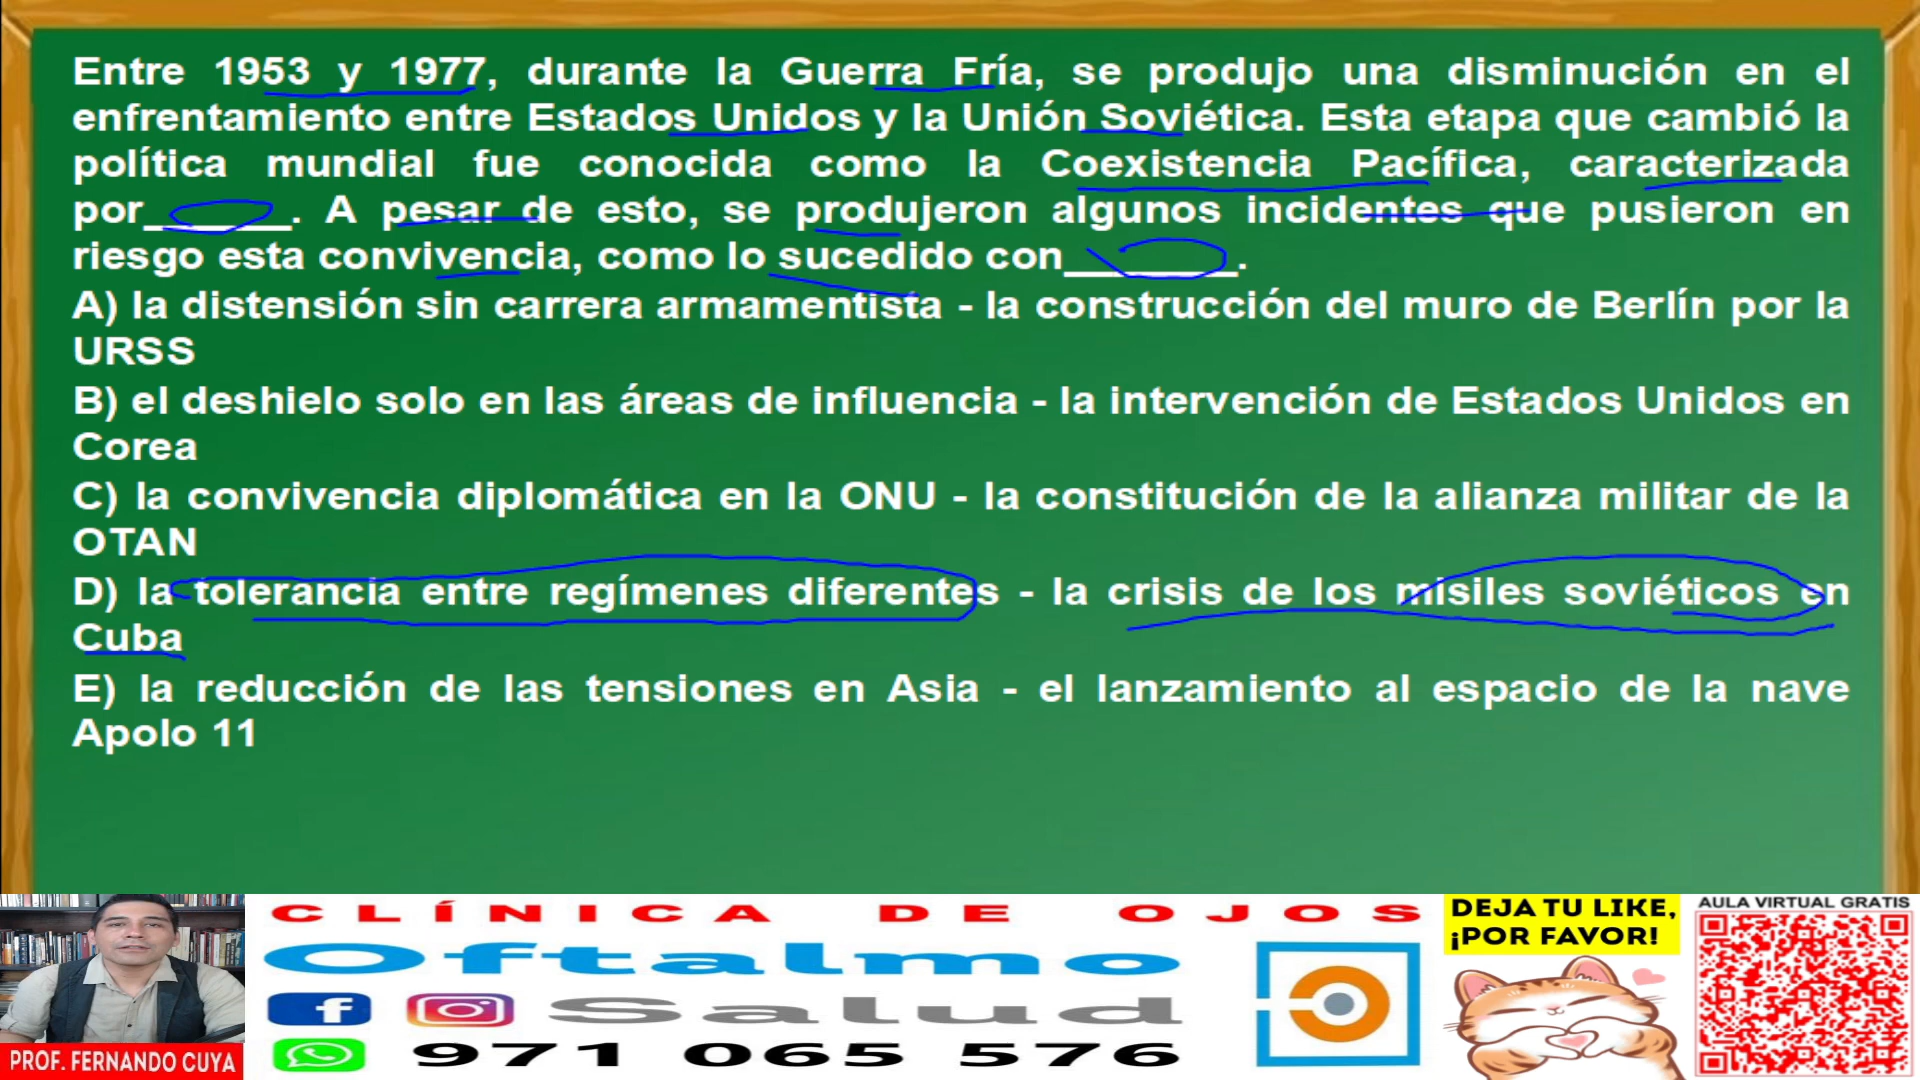 Entre 1953 y 1977, durante la Guerra Fría, se produjo una disminución en el
enfrentamiento entre Estados Unidos y la Unión Soviética. Esta etapa que cambió la
política mundial fue conocida como la Coexistencia Pacífica, caracterizada
por______. A pesar de esto, se produjeron algunos incidentes que pusieron en
riesgo esta convivencia, como lo sucedido con_______.
A) la distensión sin carrera armamentista - la construcción del muro de Berlín por la
URSS
B) el deshielo solo en las áreas de influencia - la intervención de Estados Unidos en
Corea
C) la convivencia diplomática en la ONU - la constitución de la alianza militar de la
OTAN
D) la tolerancia entre regímenes diferentes - la crisis de los misiles soviéticos en
Cuba
E) la reducción de las tensiones en Asia - el lanzamiento al espacio de la nave
Apolo 11
PROF. FERNANDO CUYA
CLÍNICA DE OJOS
Oftalmo
Salud
971 065 576
DEJA TU LIKE,
¡POR FAVOR!
AULA VIRTUAL GRATIS